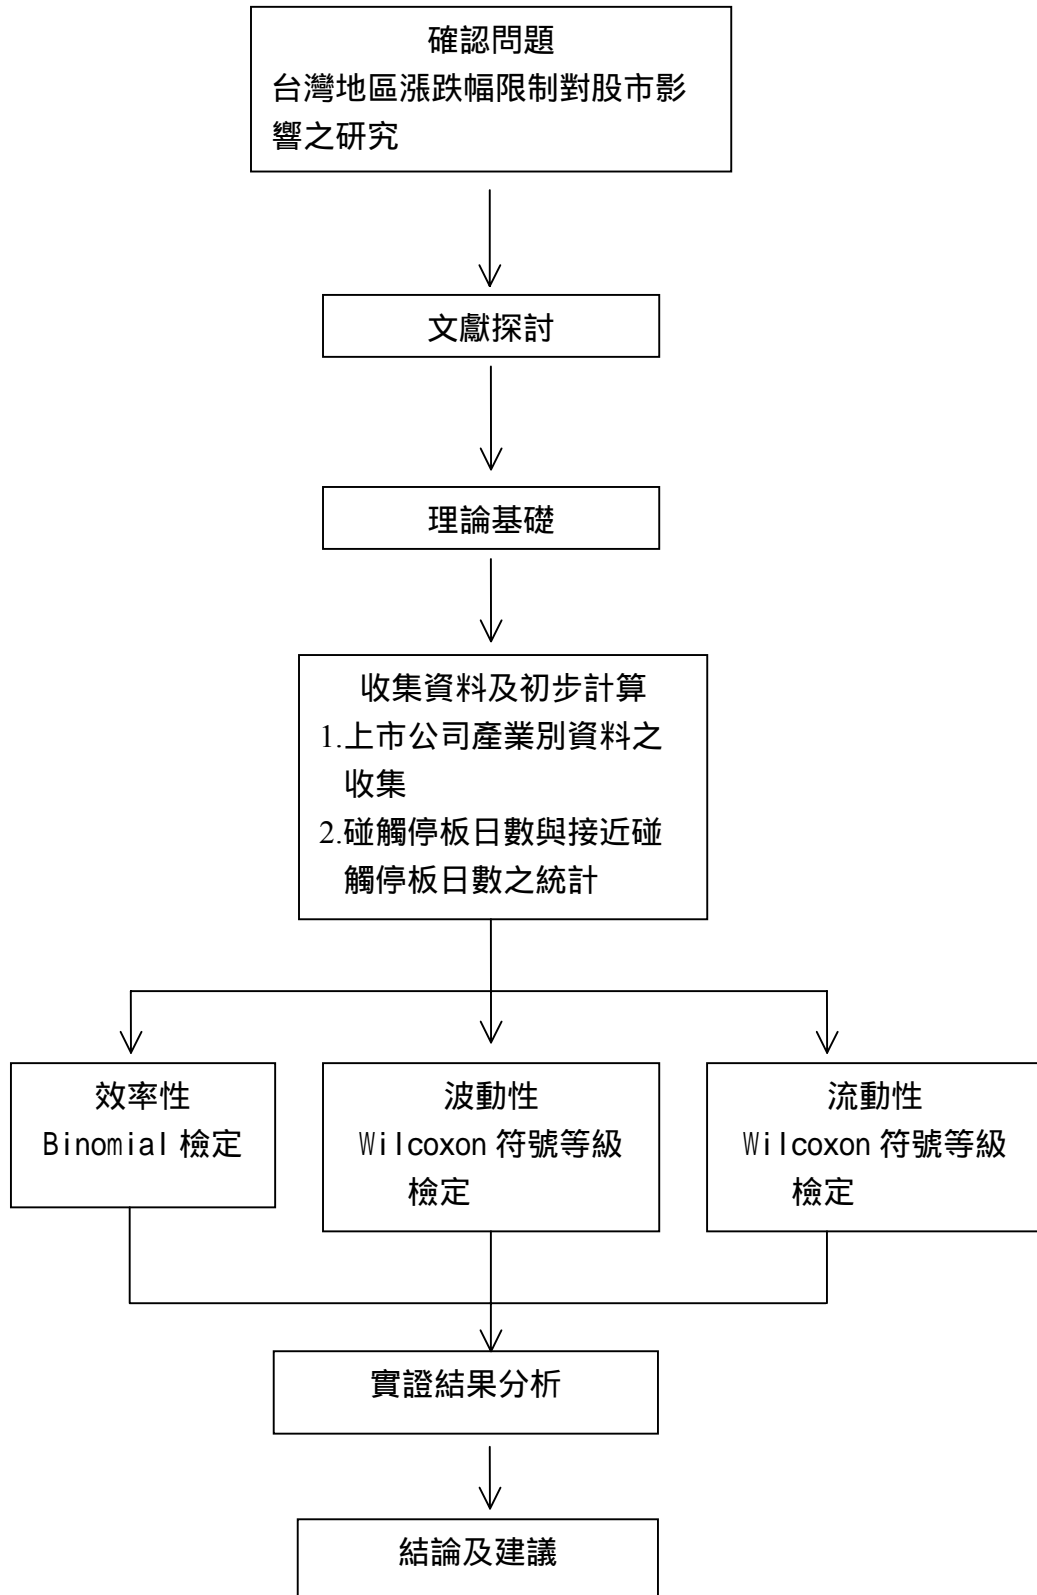 確認問題
台灣地區漲跌幅限制對股市影
響之研究
文獻探討
理論基礎
收集資料及初步計算
1.上市公司產業別資料之
收集
2.碰觸停板日數與接近碰
觸停板日數之統計
效率性
Binomial 檢定
波動性
Wilcoxon 符號等級
檢定
流動性
Wilcoxon 符號等級
檢定
實證結果分析
結論及建議